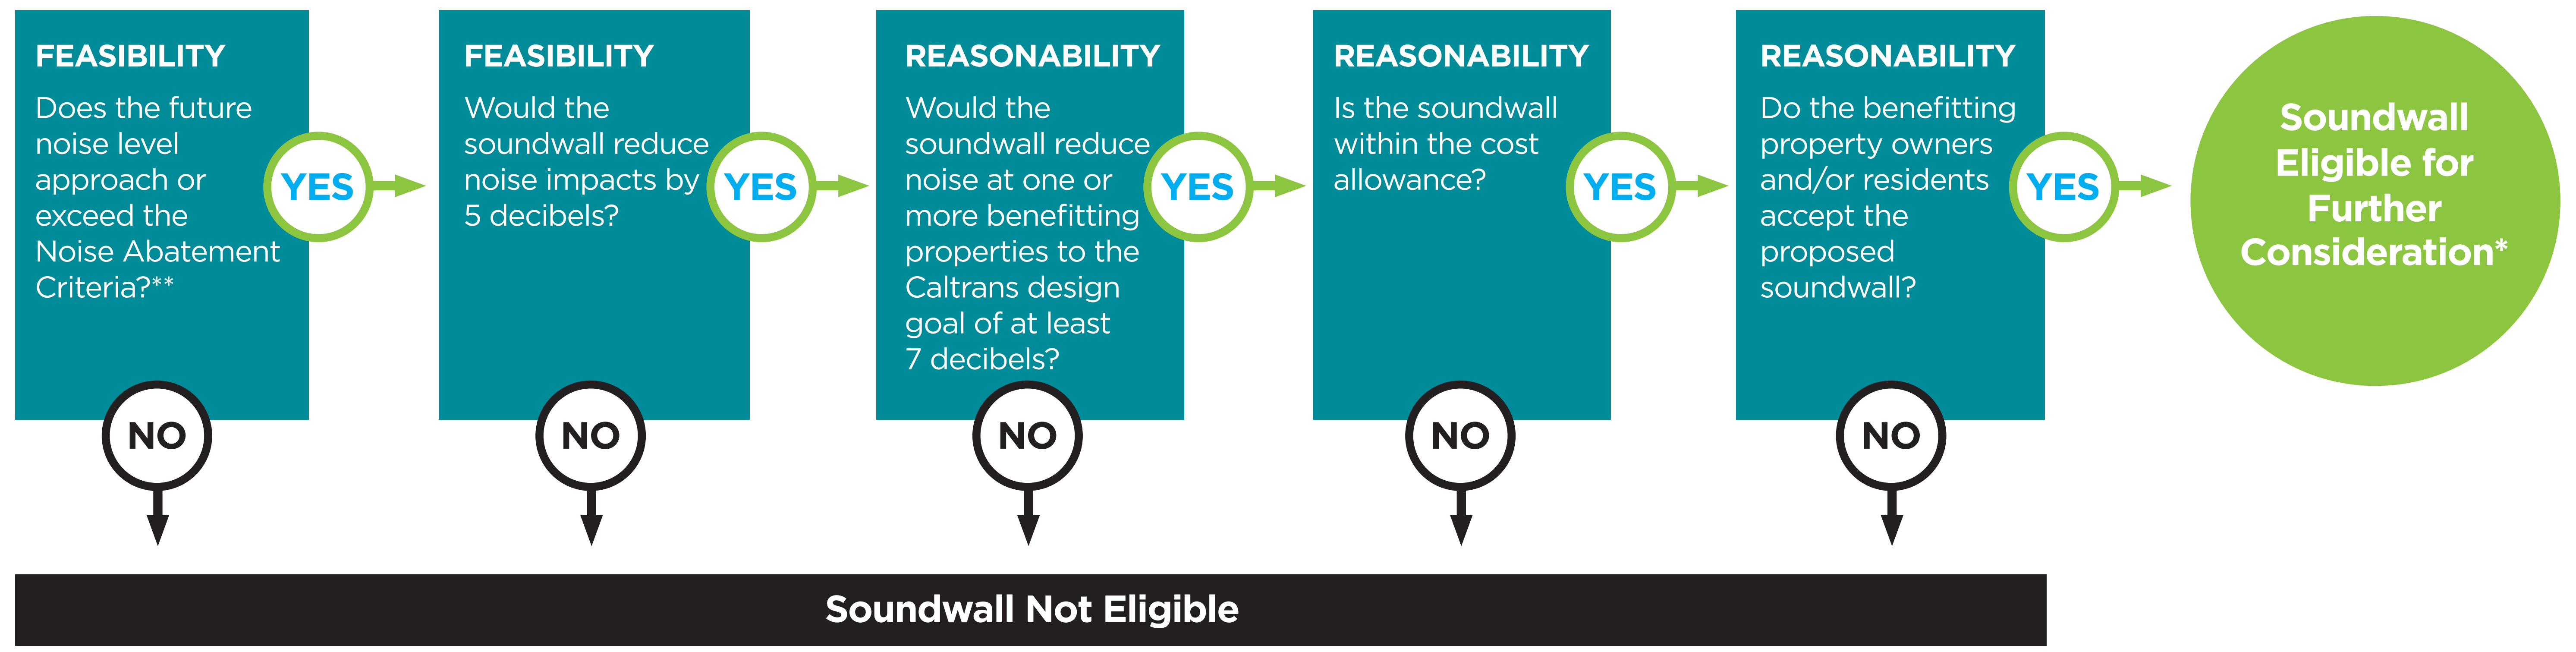 FEASIBILITY
Does the future
noise level
approach or
exceed the
Noise Abatement
Criteria?**
YES
NO
FEASIBILITY
Would the
soundwall reduce
noise impacts by
5 decibels?
YES
NO
REASONABILITY
Would the
soundwall reduce
noise at one or
more benefitting
properties to the
Caltrans design
goal of at least
7 decibels?
YES
NO
REASONABILITY
Is the soundwall
within the cost
allowance?
YES
NO
REASONABILITY
Do the benefitting
property owners
and/or residents
accept the
proposed
soundwall?
YES
NO
Soundwall
Eligible for
Further
Consideration*
Soundwall Not Eligible